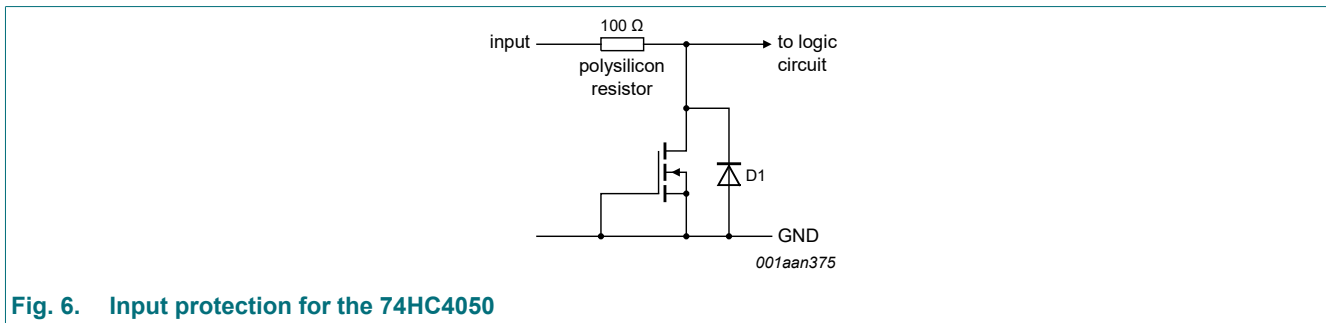 100 Ω
input
to logic
circuit
polysilicon
resistor
D1
GND
001aan375
Fig. 6. Input protection for the 74HC4050